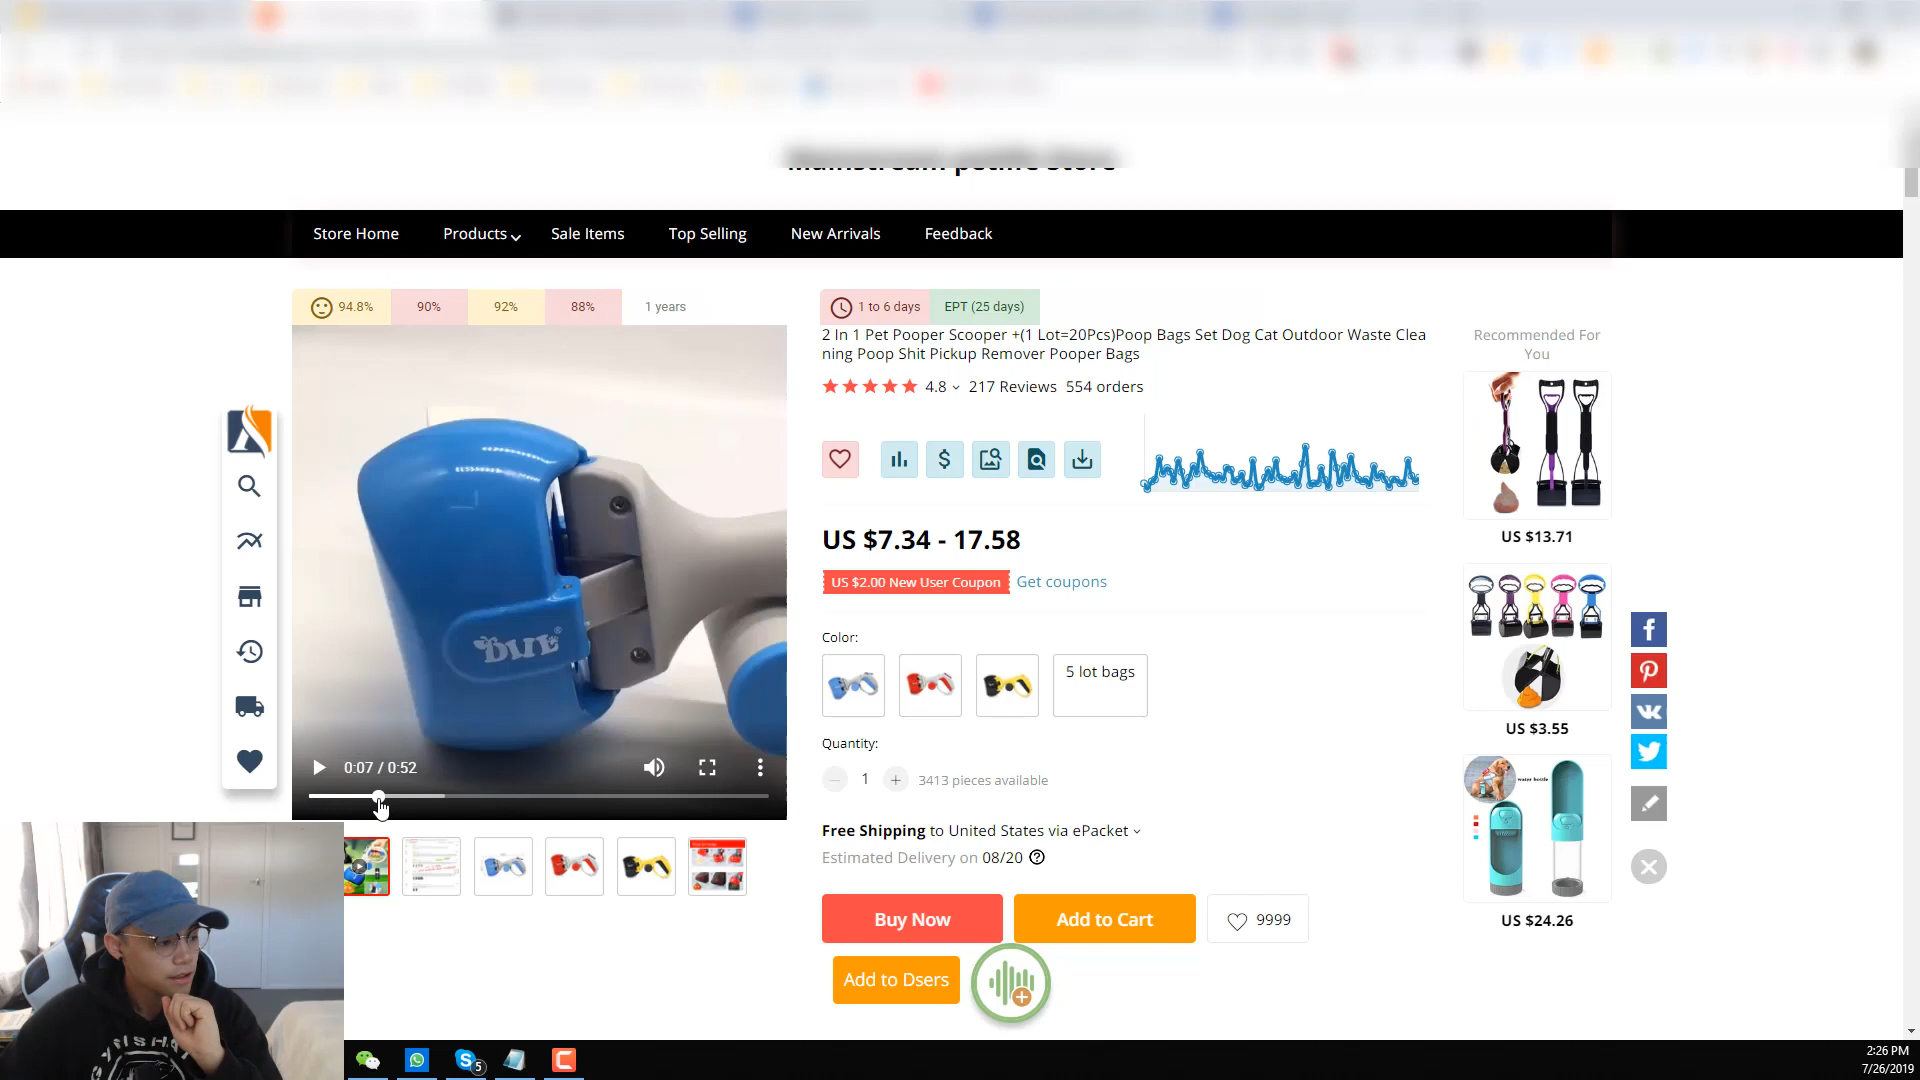 Mainstream petlife Store
Store Home
Products
Sale Items
Top Selling
New Arrivals
Feedback
94.8%
90%
92%
88%
1 years
1 to 6 days
EPT (25 days)
2 In 1 Pet Pooper Scooper +(1 Lot=20Pcs)Poop Bags Set Dog Cat Outdoor Waste Clea
ning Poop Shit Pickup Remover Pooper Bags
4.8
217 Reviews
554 orders
US $7.34 - 17.58
US $2.00 New User Coupon
Get coupons
Color:
5 lot bags
Quantity:
1
3413 pieces available
Free Shipping to United States via ePacket
Estimated Delivery on 08/20
Buy Now
Add to Cart
9999
Add to Dsers
0:07 / 0:52
Recommended For
You
US $13.71
US $3.55
water bottle
US $24.26
5
2:26 PM
7/26/2019